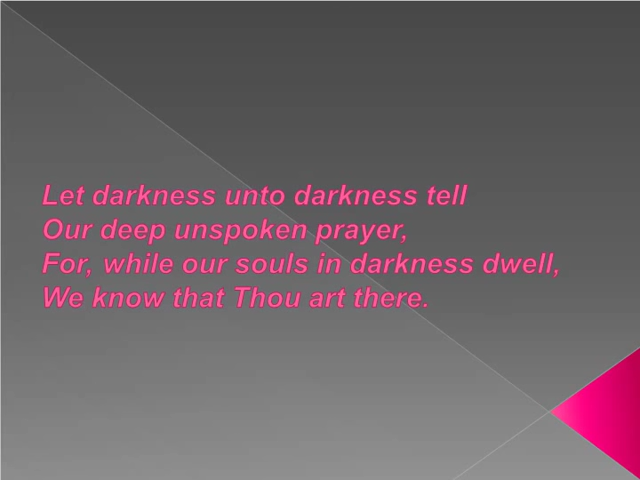 Let darkness unto darkness tell
Our deep unspoken prayer,
For, while our souls in darkness dwell,
We know that Thou art there.